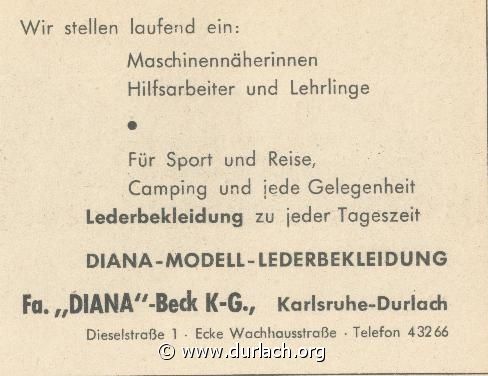 Wir stellen laufend ein:
Maschinennäherinnen
Hilfsarbeiter und Lehrlinge
●
Für Sport und Reise,
Camping und jede Gelegenheit
Lederbekleidung zu jeder Tageszeit
DIANA-MODELL-LEDERBEKLEIDUNG
Fa. „DIANA"-Beck K-G., Karlsruhe-Durlach
Dieselstraße 1 · Ecke Wachhausstraße · Telefon 43266
© www.durlach.org